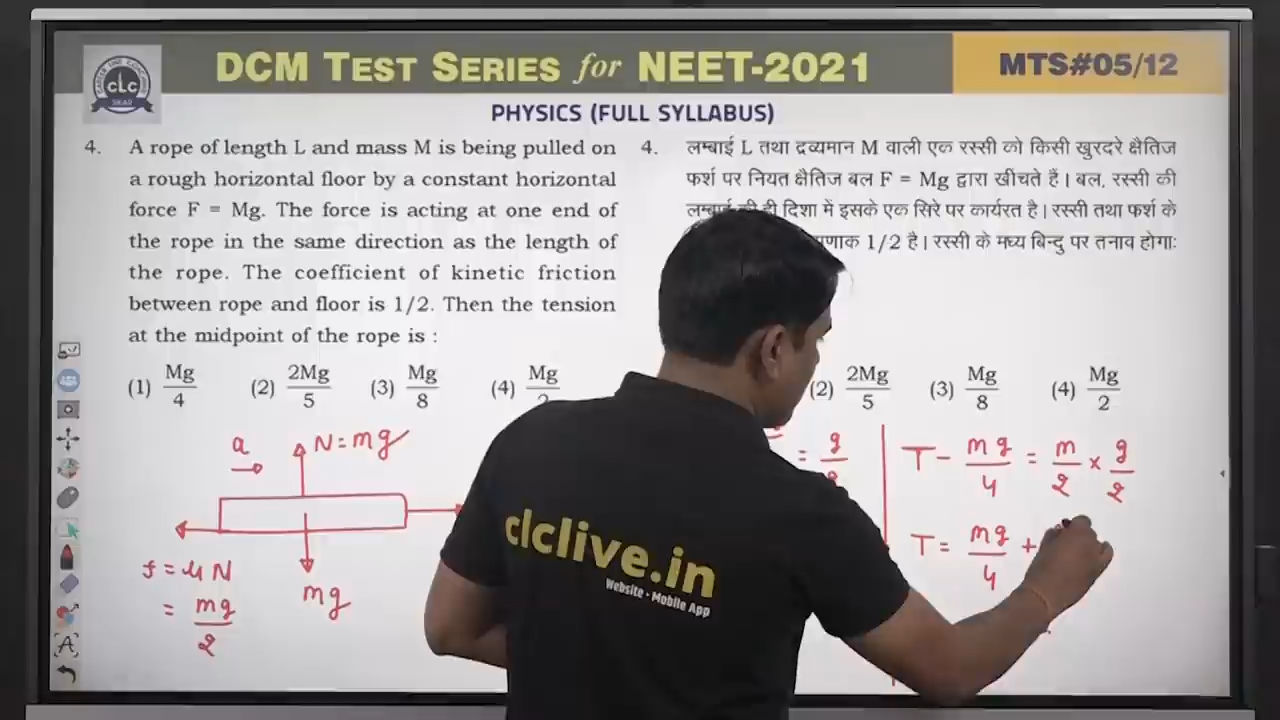 DCM TEST SERIES for NEET-2021
MTS#05/12
CLC
SIKAR
PHYSICS (FULL SYLLABUS)
4. A rope of length L and mass M is being pulled on
a rough horizontal floor by a constant horizontal
force F = Mg. The force is acting at one end of
the rope in the same direction as the length of
the rope. The coefficient of kinetic friction
between rope and floor is 1/2. Then the tension
at the midpoint of the rope is :
(1) Mg/4 (2) 2Mg/5 (3) Mg/8 (4) Mg
4. लम्बाई L तथा द्रव्यमान M वाली एक रस्सी को किसी खुरदरे क्षैतिज
फर्श पर नियत क्षैतिज बल F = Mg द्वारा खींचते हैं। बल, रस्सी की
लम्बाई की ही दिशा में इसके एक सिरे पर कार्यरत है। रस्सी तथा फर्श के
1/2 है। रस्सी के मध्य बिन्दु पर तनाव होगाः
(2) 2Mg/5 (3) Mg/8 (4) Mg/2
a
N = mg
mg
f = μN
= mg/2
= g
T - mg/4 = m/2 × g/2
T = mg/4 +
clclive.in
Website • Mobile App